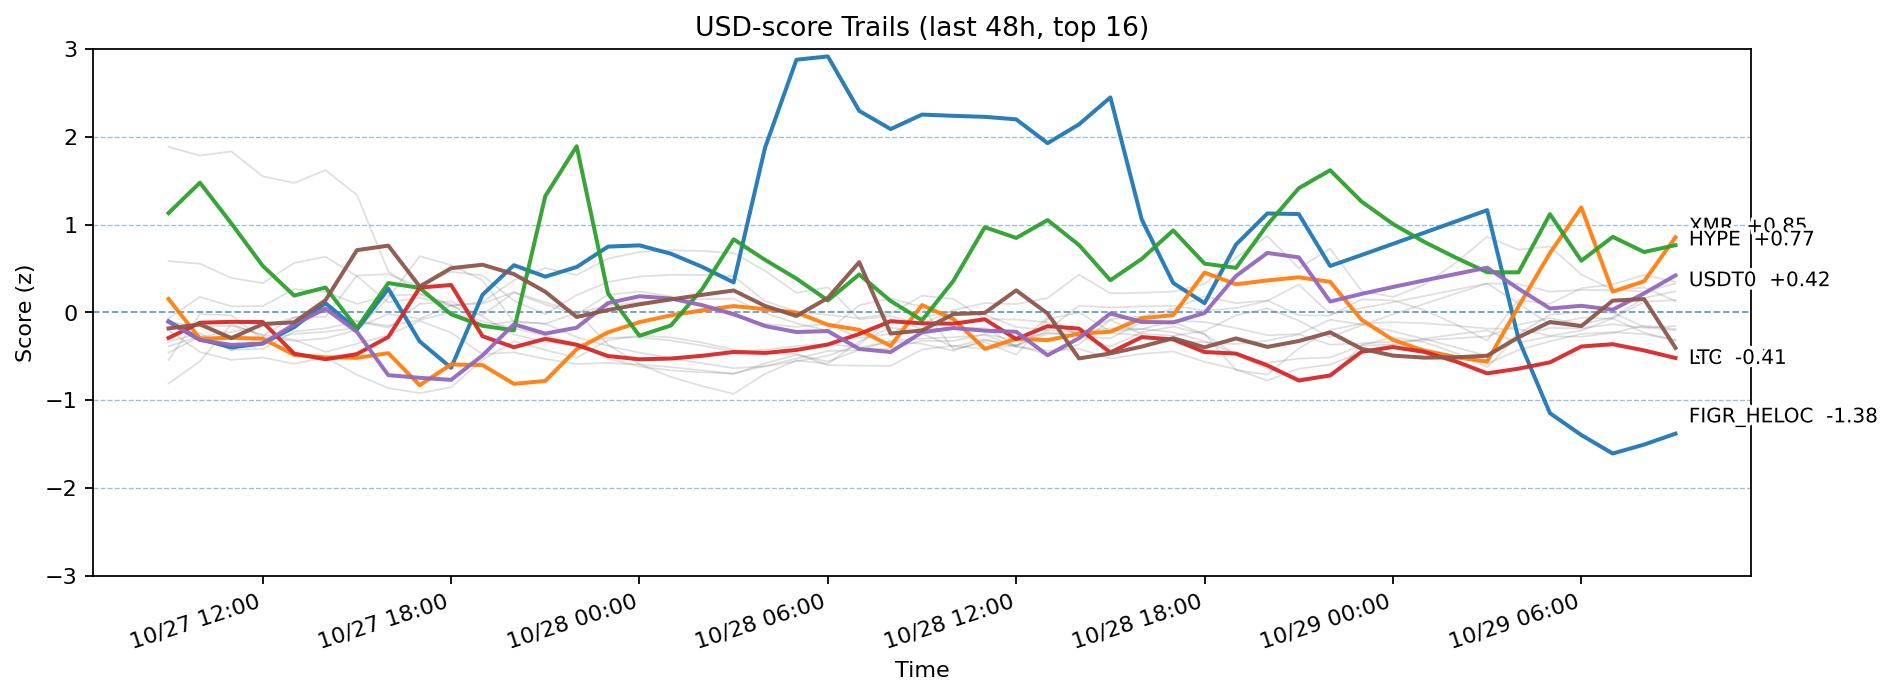 USD-score Trails (last 48h, top 16)
Score (z)
3
2
1
0
−1
−2
−3
XMR +0.85
HYPE +0.77
USDT0 +0.42
LTC -0.41
FIGR_HELOC -1.38
10/27 12:00
10/27 18:00
10/28 00:00
10/28 06:00
10/28 12:00
10/28 18:00
10/29 00:00
10/29 06:00
Time